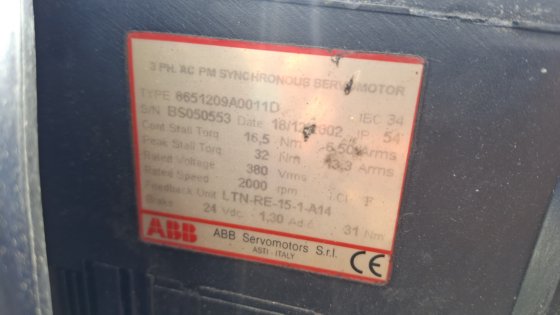 3 PH. AC PM SYNCHRONOUS SERVOMOTOR
TYPE 8651209A0011D IEC 34
S/N BS050553 Date 18/12 002 IP 54
Cont Stall Torq 16,5 Nm 6,50 Arms
Peak Stall Torq 32 Nm 13,3 Arms
Rated Voltage 380 Vrms
Rated Speed 2000 rpm I.Cl F
Feedback Unit LTN-RE-15-1-A14
Brake 24 Vdc 1,30 Adc 31 Nm
ABB ABB Servomotors S.r.l.
ASTI - ITALY
CE